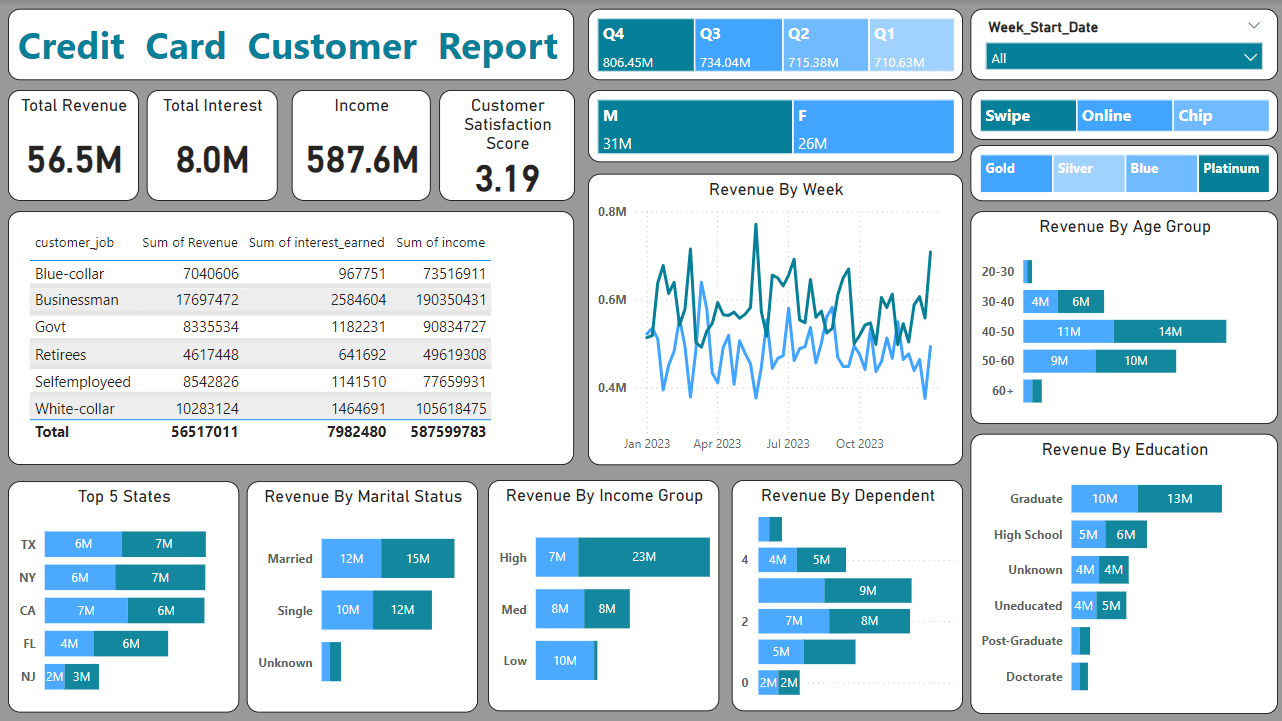 Credit Card Customer Report
Q4
806.45M
Q3
734.04M
Q2
715.38M
Q1
710.63M
Week_Start_Date
All
Total Revenue
56.5M
Total Interest
8.0M
Income
587.6M
Customer
Satisfaction
Score
3.19
M
31M
F
26M
Swipe
Online
Chip
Gold
Silver
Blue
Platinum
customer_job Sum of Revenue Sum of interest_earned Sum of income
Blue-collar 7040606 967751 73516911
Businessman 17697472 2584604 190350431
Govt 8335534 1182231 90834727
Retirees 4617448 641692 49619308
Selfemployeed 8542826 1141510 77659931
White-collar 10283124 1464691 105618475
Total 56517011 7982480 587599783
Revenue By Week
0.8M
0.6M
0.4M
Jan 2023 Apr 2023 Jul 2023 Oct 2023
Revenue By Age Group
20-30
30-40 4M 6M
40-50 11M 14M
50-60 9M 10M
60+
Top 5 States
TX 6M 7M
NY 6M 7M
CA 7M 6M
FL 4M 6M
NJ 2M 3M
Revenue By Marital Status
Married 12M 15M
Single 10M 12M
Unknown
Revenue By Income Group
High 7M 23M
Med 8M 8M
Low 10M
Revenue By Dependent
4 4M 5M
9M
2 7M 8M
5M
0 2M 2M
Revenue By Education
Graduate 10M 13M
High School 5M 6M
Unknown 4M 4M
Uneducated 4M 5M
Post-Graduate
Doctorate